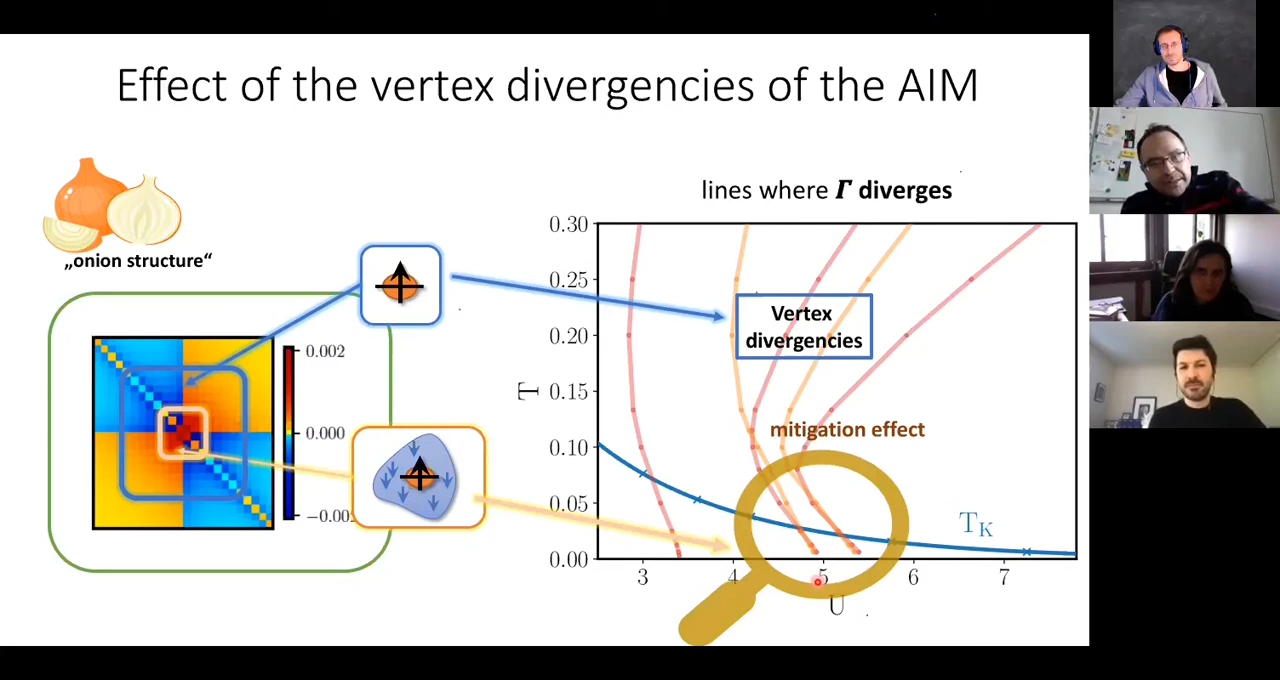 Effect of the vertex divergencies of the AIM
„onion structure“
0.002
0.000
lines where Γ diverges
0.30
0.25
0.20
0.15
0.10
0.05
0.00
T
Vertex
divergencies
mitigation effect
T_K
3 4 5 6 7
U